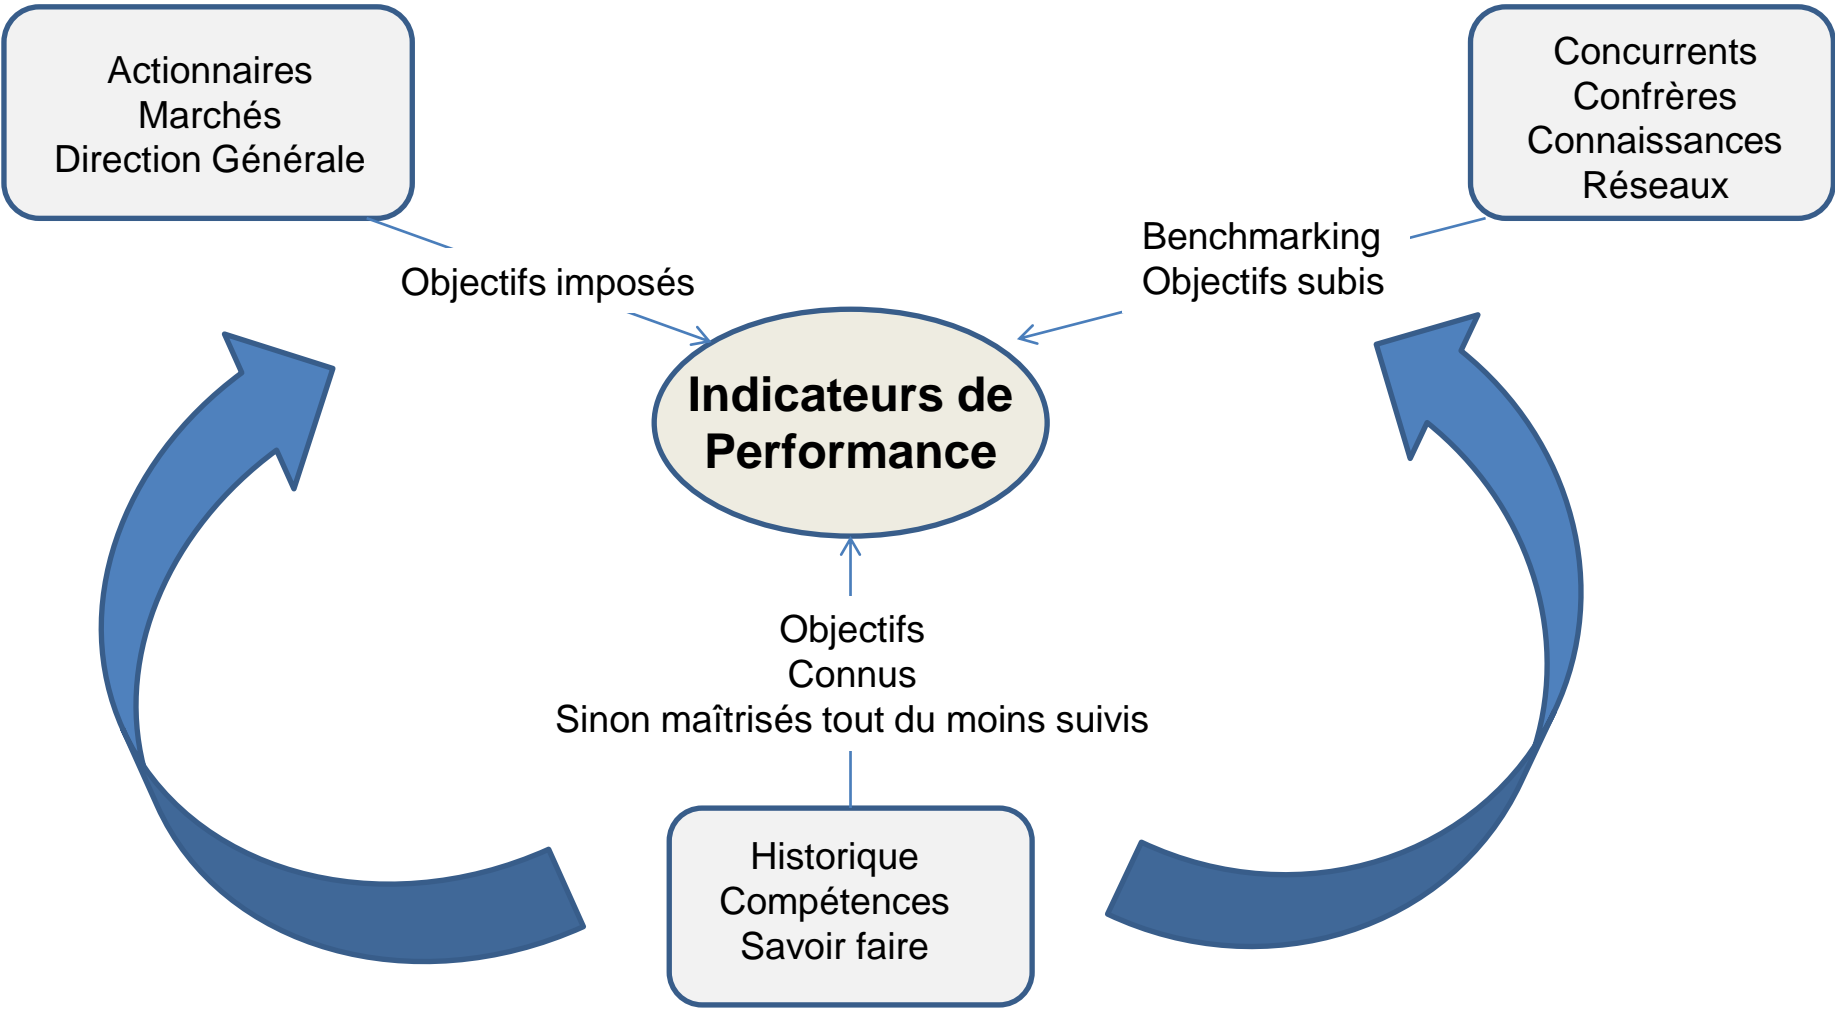 Actionnaires
Marchés
Direction Générale
Concurrents
Confrères
Connaissances
Réseaux
Objectifs imposés
Benchmarking
Objectifs subis
Indicateurs de
Performance
Objectifs
Connus
Sinon maîtrisés tout du moins suivis
Historique
Compétences
Savoir faire